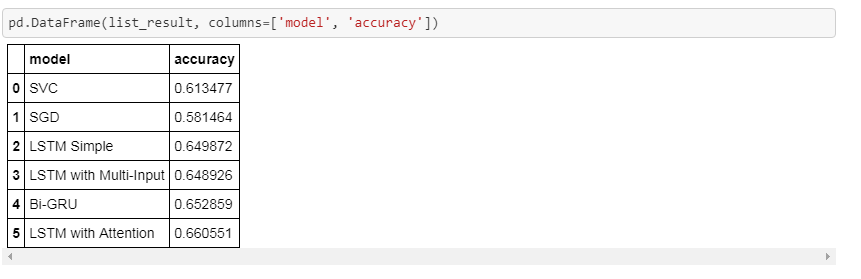 pd.DataFrame(list_result, columns=['model', 'accuracy'])
model accuracy
0 SVC 0.613477
1 SGD 0.581464
2 LSTM Simple 0.649872
3 LSTM with Multi-Input 0.648926
4 Bi-GRU 0.652859
5 LSTM with Attention 0.660551